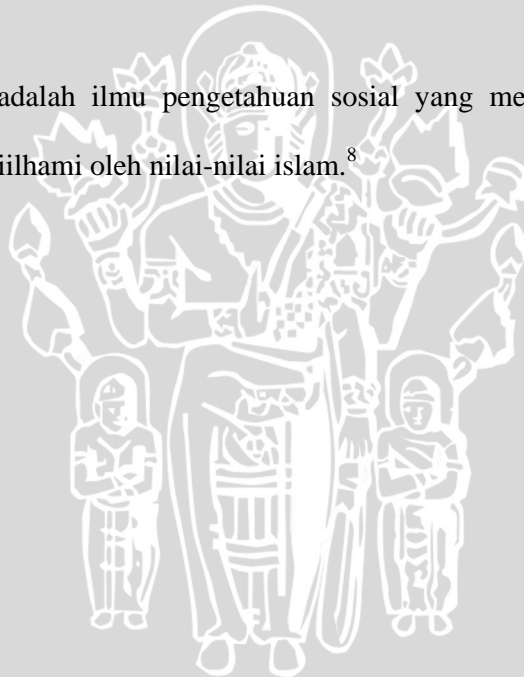 adalah ilmu pengetahuan sosial yang me
iilhami oleh nilai-nilai islam.⁸